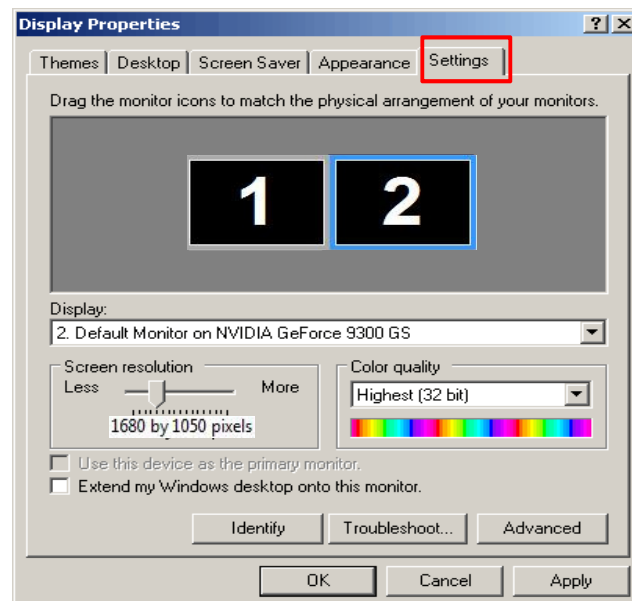 Display Properties
Themes Desktop Screen Saver Appearance Settings
Drag the monitor icons to match the physical arrangement of your monitors.
1 2
Display:
2. Default Monitor on NVIDIA GeForce 9300 GS
Screen resolution Color quality
Less More Highest (32 bit)
1680 by 1050 pixels
Use this device as the primary monitor.
Extend my Windows desktop onto this monitor.
Identify Troubleshoot... Advanced
OK Cancel Apply